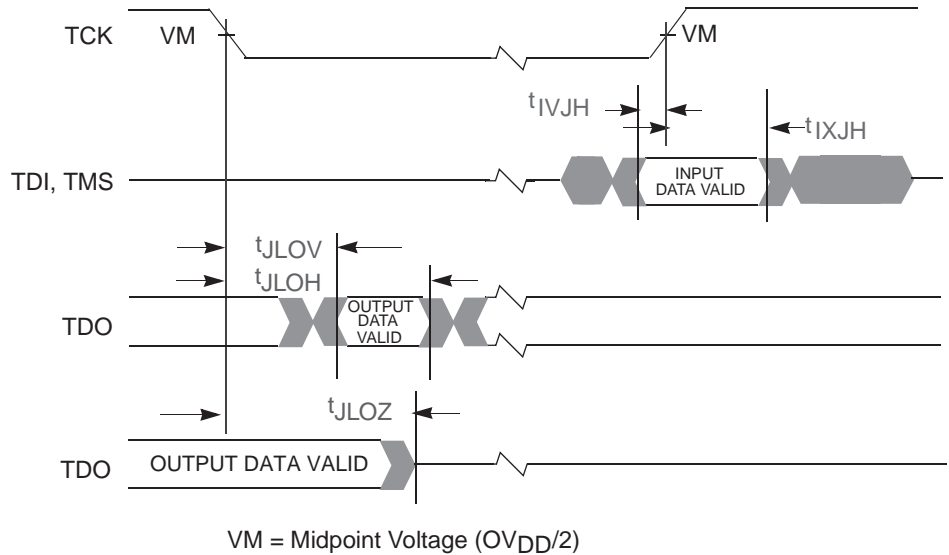 TCK VM VM
tIVJH
tIXJH
TDI, TMS INPUT
DATA VALID
tJLOV
tJLOH
TDO OUTPUT
DATA
VALID
tJLOZ
TDO OUTPUT DATA VALID
VM = Midpoint Voltage (OVDD/2)